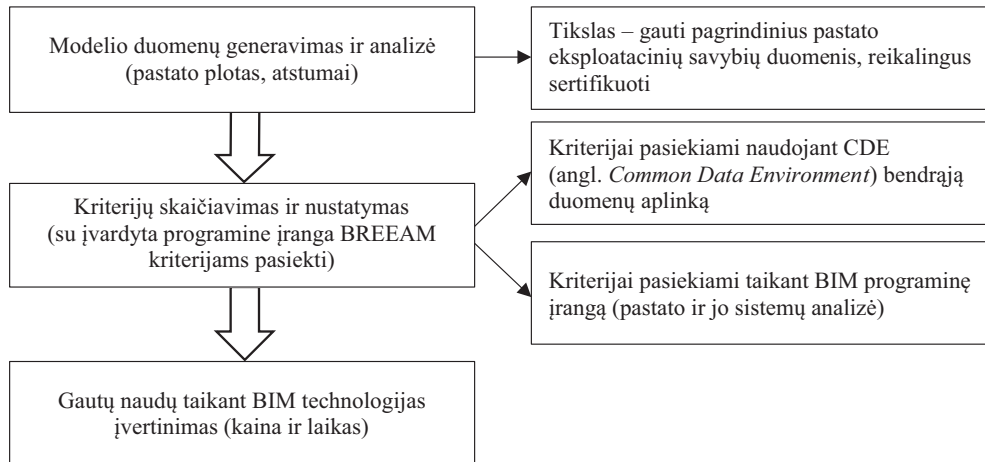 Modelio duomenų generavimas ir analizė
(pastato plotas, atstumai)
Tikslas – gauti pagrindinius pastato
eksploatacinių savybių duomenis, reikalingus
sertifikuoti
Kriterijų skaičiavimas ir nustatymas
(su įvardyta programine įranga BREEAM
kriterijams pasiekti)
Kriterijai pasiekiami naudojant CDE
(angl. Common Data Environment) bendrąją
duomenų aplinką
Kriterijai pasiekiami taikant BIM programinę
įrangą (pastato ir jo sistemų analizė)
Gautų naudų taikant BIM technologijas
įvertinimas (kaina ir laikas)